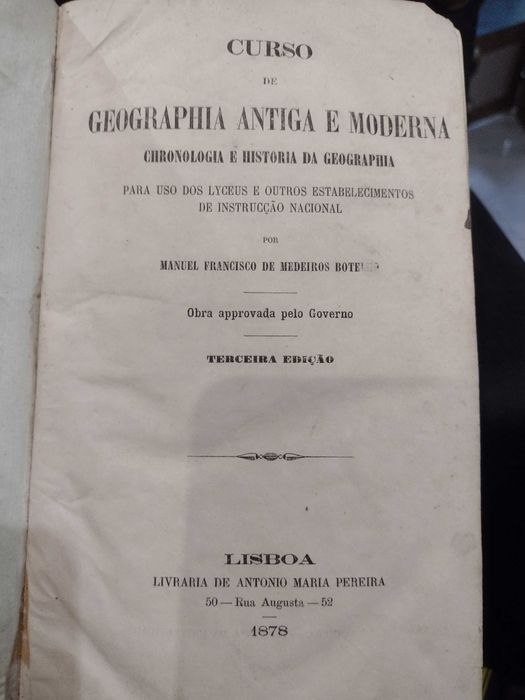 CURSO
DE
GEOGRAPHIA ANTIGA E MODERNA
CHRONOLOGIA E HISTORIA DA GEOGRAPHIA
PARA USO DOS LYCEUS E OUTROS ESTABELECIMENTOS
DE INSTRUCÇÃO NACIONAL
POR
MANUEL FRANCISCO DE MEDEIROS BOTELHO
Obra approvada pelo Governo
TERCEIRA EDIÇÃO
LISBOA
LIVRARIA DE ANTONIO MARIA PEREIRA
50 — Rua Augusta — 52
1878